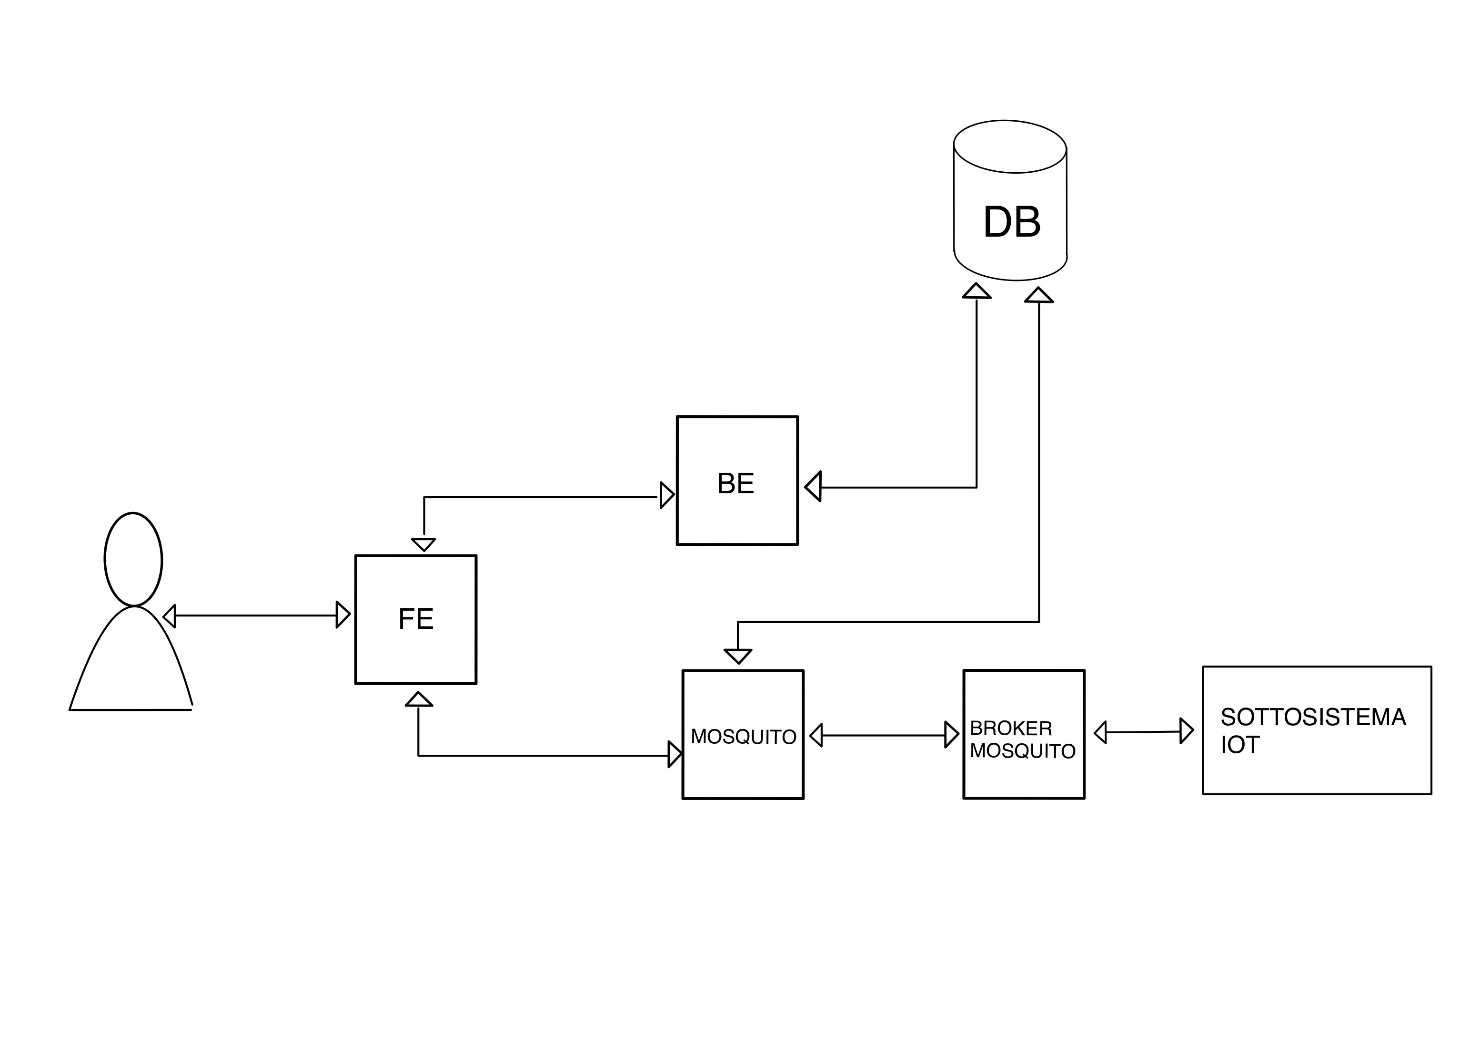 DB
BE
FE
MOSQUITO
BROKER
MOSQUITO
SOTTOSISTEMA
IOT